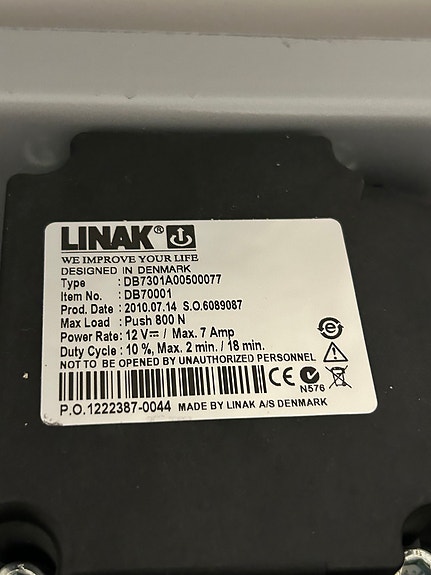 LINAK®
WE IMPROVE YOUR LIFE
DESIGNED IN DENMARK
Type : DB7301A00500077
Item No. : DB70001
Prod. Date : 2010.07.14 S.O.6089087
Max Load : Push 800 N
Power Rate: 12 V⎓ / Max. 7 Amp
Duty Cycle : 10 %, Max. 2 min. / 18 min.
NOT TO BE OPENED BY UNAUTHORIZED PERSONNEL
CE N576
P.O.1222387-0044 MADE BY LINAK A/S DENMARK